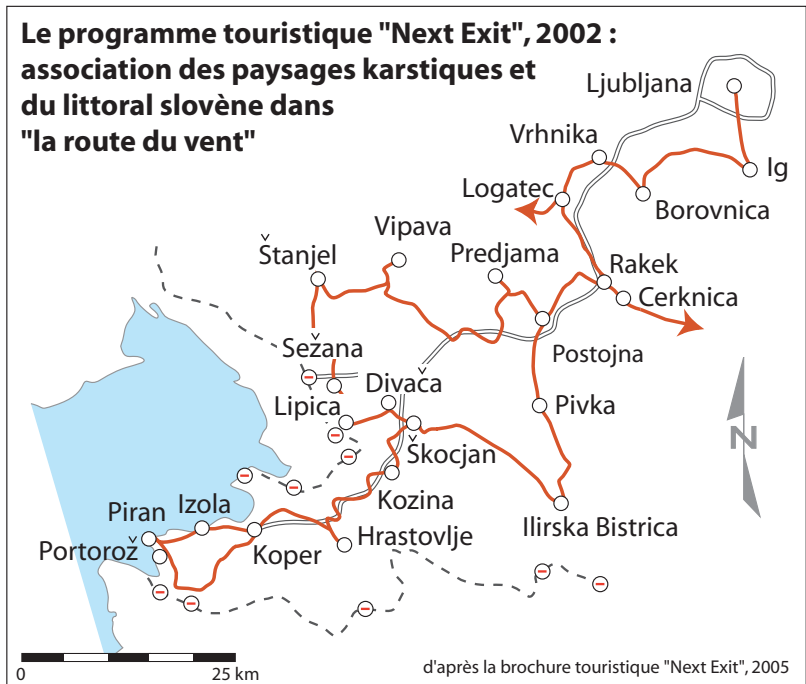 Le programme touristique "Next Exit", 2002 :
association des paysages karstiques et
du littoral slovène dans
"la route du vent"
Ljubljana
Vrhnika
Ig
Logatec
Borovnica
Vipava
Štanjel
Predjama
Rakek
Cerknica
Sežana
Postojna
Divača
Lipica
Pivka
Škocjan
Kozina
Izola
Piran
Ilirska Bistrica
Portorož
Koper
Hrastovlje
N
0 25 km
d'après la brochure touristique "Next Exit", 2005